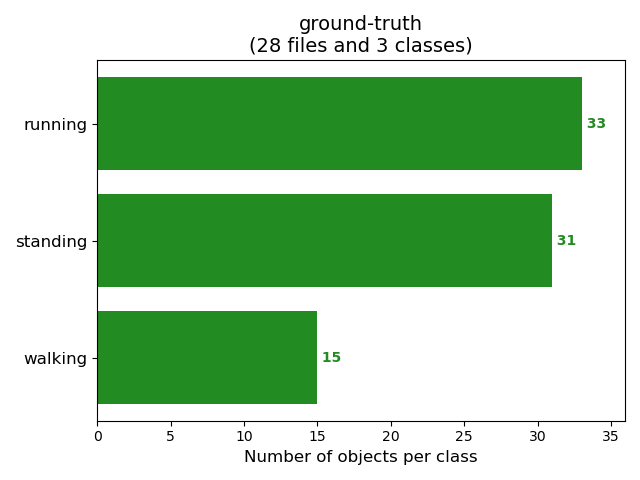 ground-truth
(28 files and 3 classes)
running
33
standing
31
walking
15
0 5 10 15 20 25 30 35
Number of objects per class